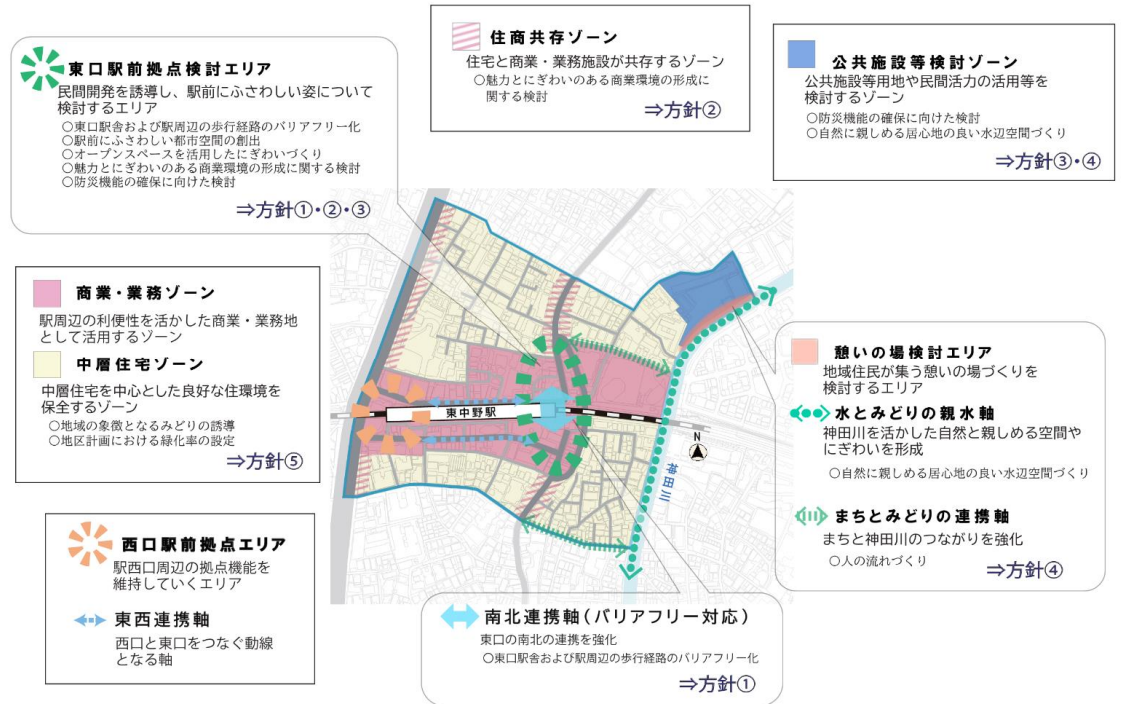 東口駅前拠点検討エリア
民間開発を誘導し、駅前にふさわしい姿について
検討するエリア
○東口駅舎および駅周辺の歩行経路のバリアフリー化
○駅前にふさわしい都市空間の創出
○オープンスペースを活用したにぎわいづくり
○魅力とにぎわいのある商業環境の形成に関する検討
○防災機能の確保に向けた検討
⇒方針①・②・③
住商共存ゾーン
住宅と商業・業務施設が共存するゾーン
○魅力とにぎわいのある商業環境の形成に
関する検討
⇒方針②
公共施設等検討ゾーン
公共施設等用地や民間活力の活用等を
検討するゾーン
○防災機能の確保に向けた検討
○自然に親しめる居心地の良い水辺空間づくり
⇒方針③・④
商業・業務ゾーン
駅周辺の利便性を活かした商業・業務地
として活用するゾーン
中層住宅ゾーン
中層住宅を中心とした良好な住環境を
保全するゾーン
○地域の象徴となるみどりの誘導
○地区計画における緑化率の設定
⇒方針⑤
東中野駅
N
神田川
憩いの場検討エリア
地域住民が集う憩いの場づくりを
検討するエリア
水とみどりの親水軸
神田川を活かした自然と親しめる空間や
にぎわいを形成
○自然に親しめる居心地の良い水辺空間づくり
まちとみどりの連携軸
まちと神田川のつながりを強化
○人の流れづくり
⇒方針④
西口駅前拠点エリア
駅西口周辺の拠点機能を
維持していくエリア
東西連携軸
西口と東口をつなぐ動線
となる軸
南北連携軸(バリアフリー対応)
東口の南北の連携を強化
○東口駅舎および駅周辺の歩行経路のバリアフリー化
⇒方針①